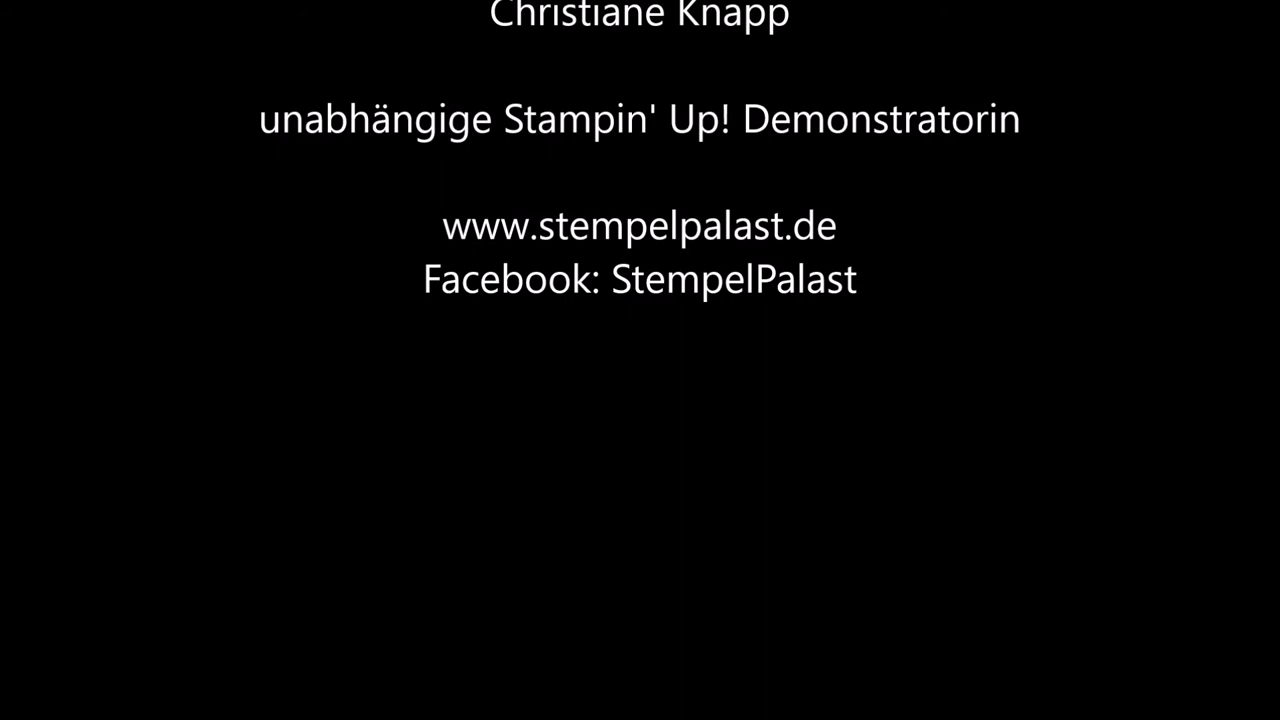 Christiane Knapp
unabhängige Stampin' Up! Demonstratorin
www.stempelpalast.de
Facebook: StempelPalast